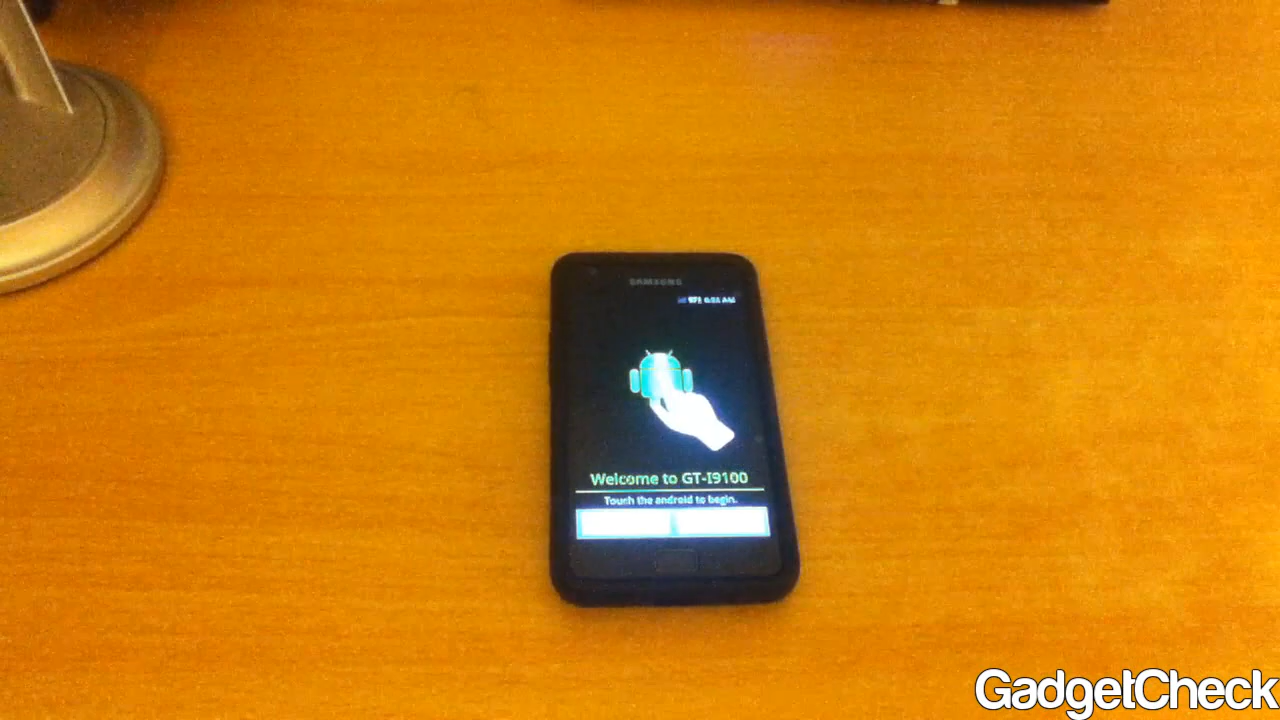 SAMSUNG
Welcome to GT-I9100
Touch the android to begin.
GadgetCheck